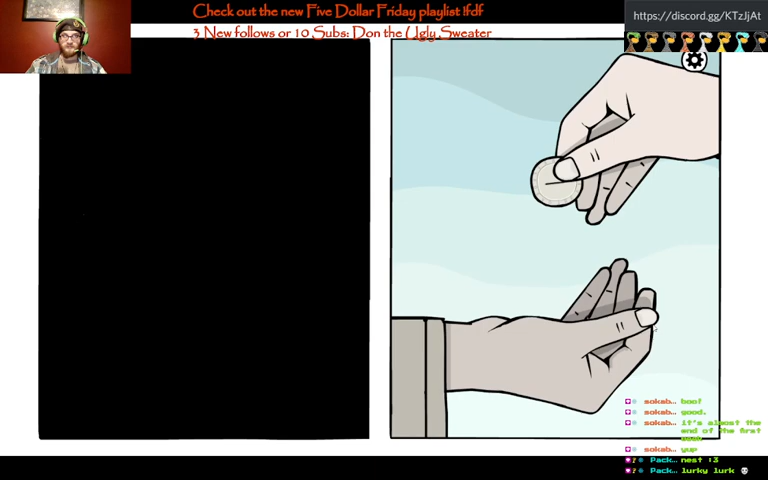 Check out the new Five Dollar Friday playlist !fdf
3 New follows or 10 Subs: Don the Ugly Sweater
https://discord.gg/KTzJjAt
sokab… boo!
sokab… good.
sokab… it's almost the
end of the first
sokab… yup
Pack… nest :3
Pack… lurky lurk